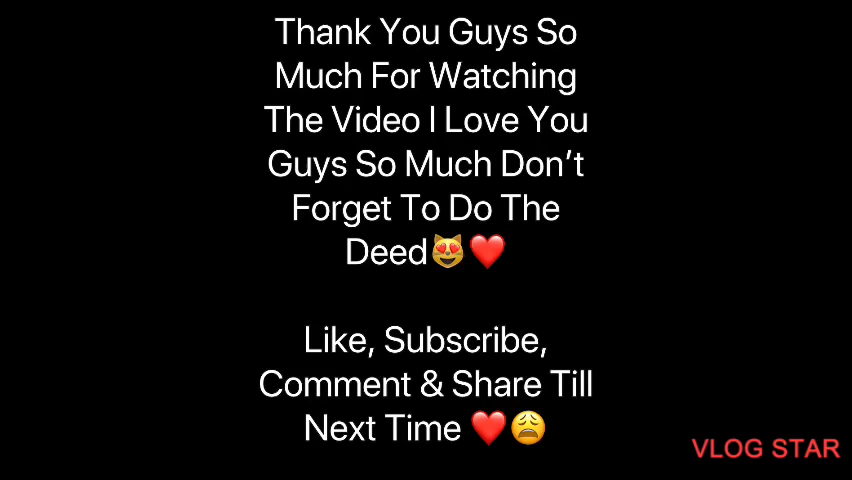 Thank You Guys So
Much For Watching
The Video I Love You
Guys So Much Don’t
Forget To Do The
Deed😻❤️
Like, Subscribe,
Comment & Share Till
Next Time ❤️😩
VLOG STAR